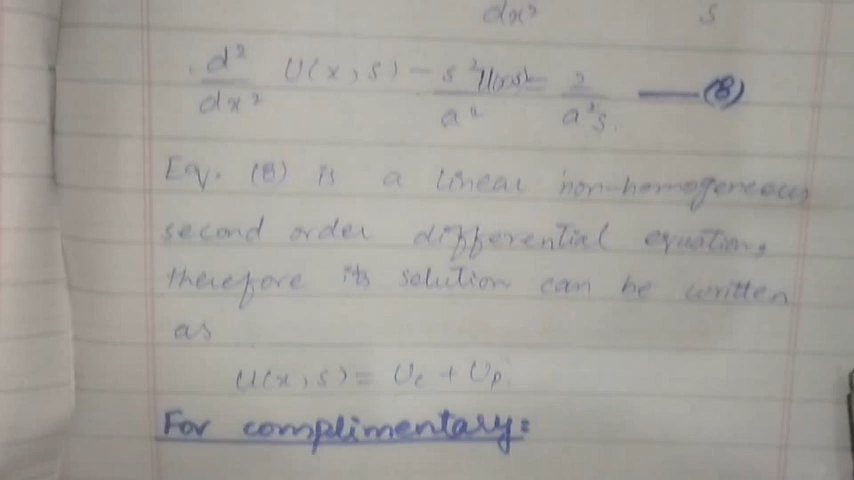 dx² s
d²/dx² U(x,s) - s²U(x,s)/a² = 2/a²s —— (8)
Eq. (8) is a linear non-homogeneous
second order differential equation,
therefore its solution can be written
as
U(x,s) = Uc + Up.
For complimentary: